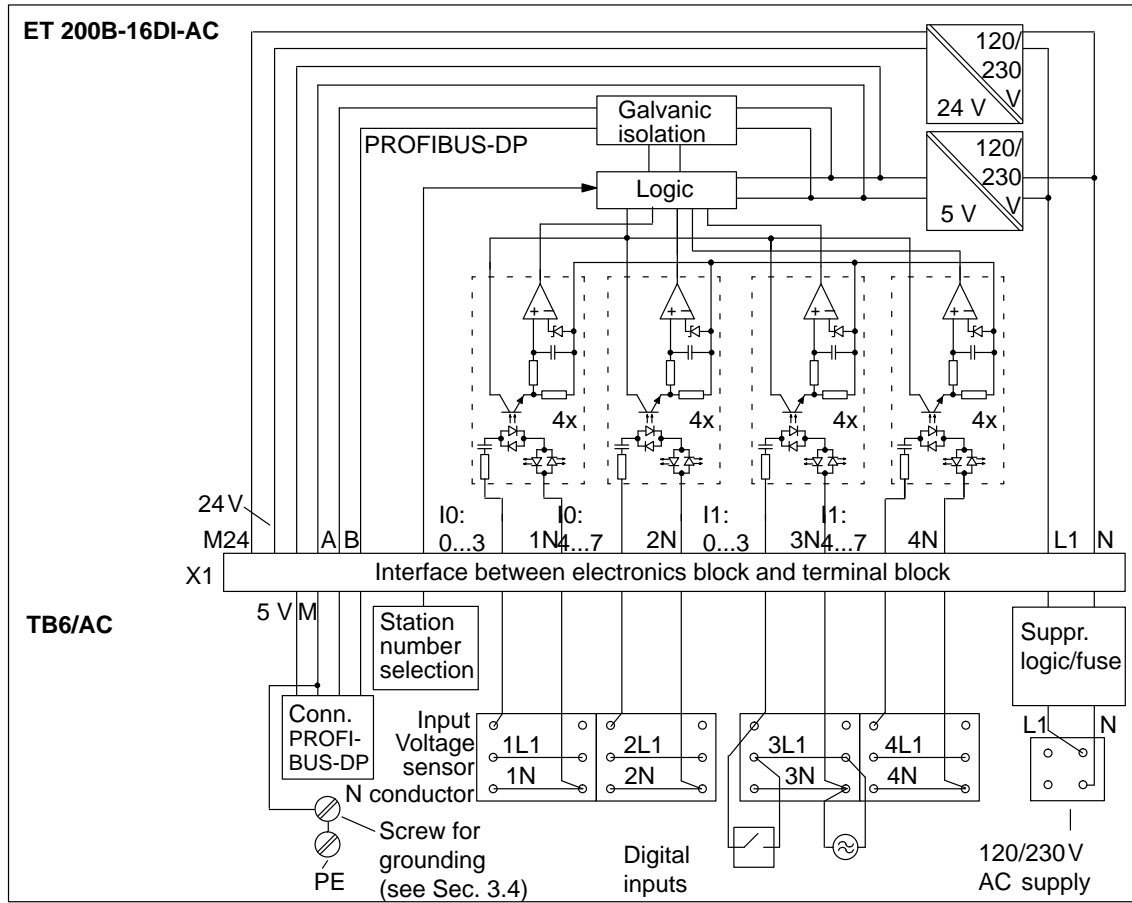 ET 200B-16DI-AC
120/
230
V
24 V
Galvanic
isolation
PROFIBUS-DP
120/
230
V
5 V
Logic
+ −
+ −
+ −
+ −
4x
4x
4x
4x
24 V
M24
A
B
I0:
0...3
1N
I0:
4...7
2N
I1:
0...3
3N
I1:
4...7
4N
L1
N
X1
Interface between electronics block and terminal block
5 V
M
TB6/AC
Station
number
selection
Suppr.
logic/fuse
Conn.
PROFI-
BUS-DP
Input
Voltage
sensor
N conductor
1L1
1N
2L1
2N
3L1
3N
4L1
4N
L1
N
Screw for
grounding
(see Sec. 3.4)
PE
Digital
inputs
120/230 V
AC supply